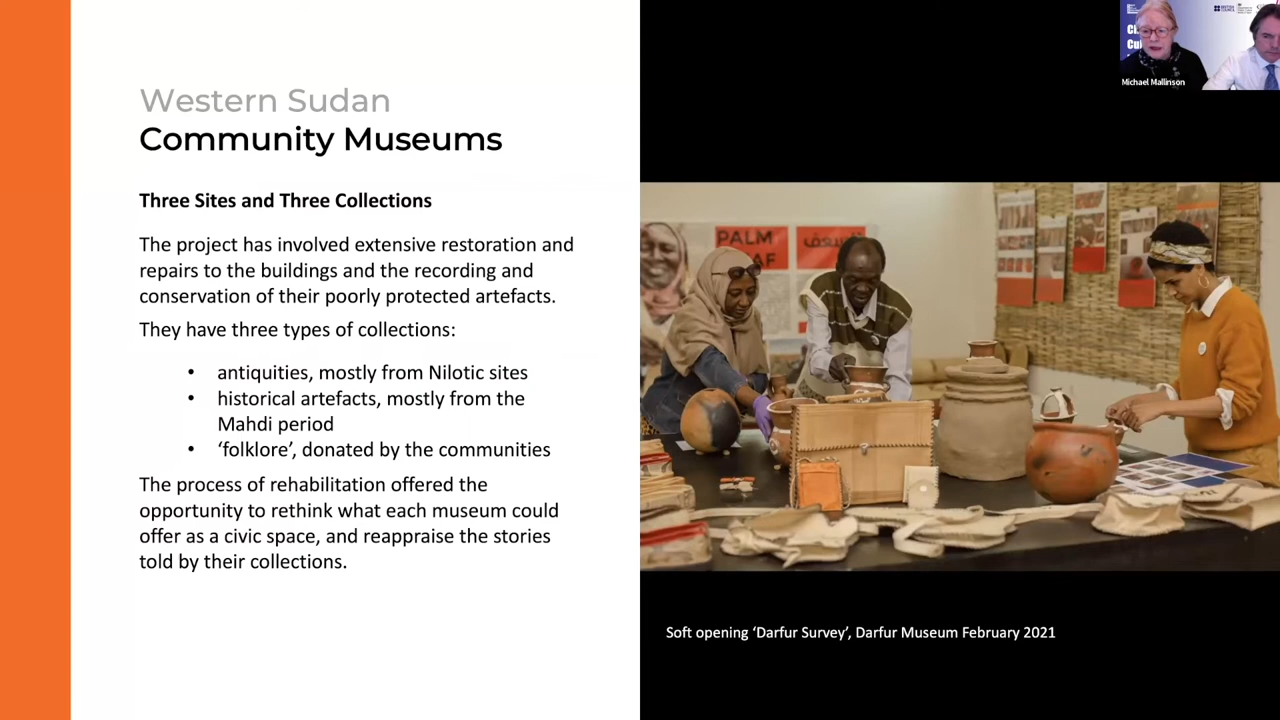 Western Sudan
Community Museums
Three Sites and Three Collections
The project has involved extensive restoration and
repairs to the buildings and the recording and
conservation of their poorly protected artefacts.
They have three types of collections:
• antiquities, mostly from Nilotic sites
• historical artefacts, mostly from the
Mahdi period
• ‘folklore’, donated by the communities
The process of rehabilitation offered the
opportunity to rethink what each museum could
offer as a civic space, and reappraise the stories
told by their collections.
Michael Mallinson
PALM
Soft opening ‘Darfur Survey’, Darfur Museum February 2021